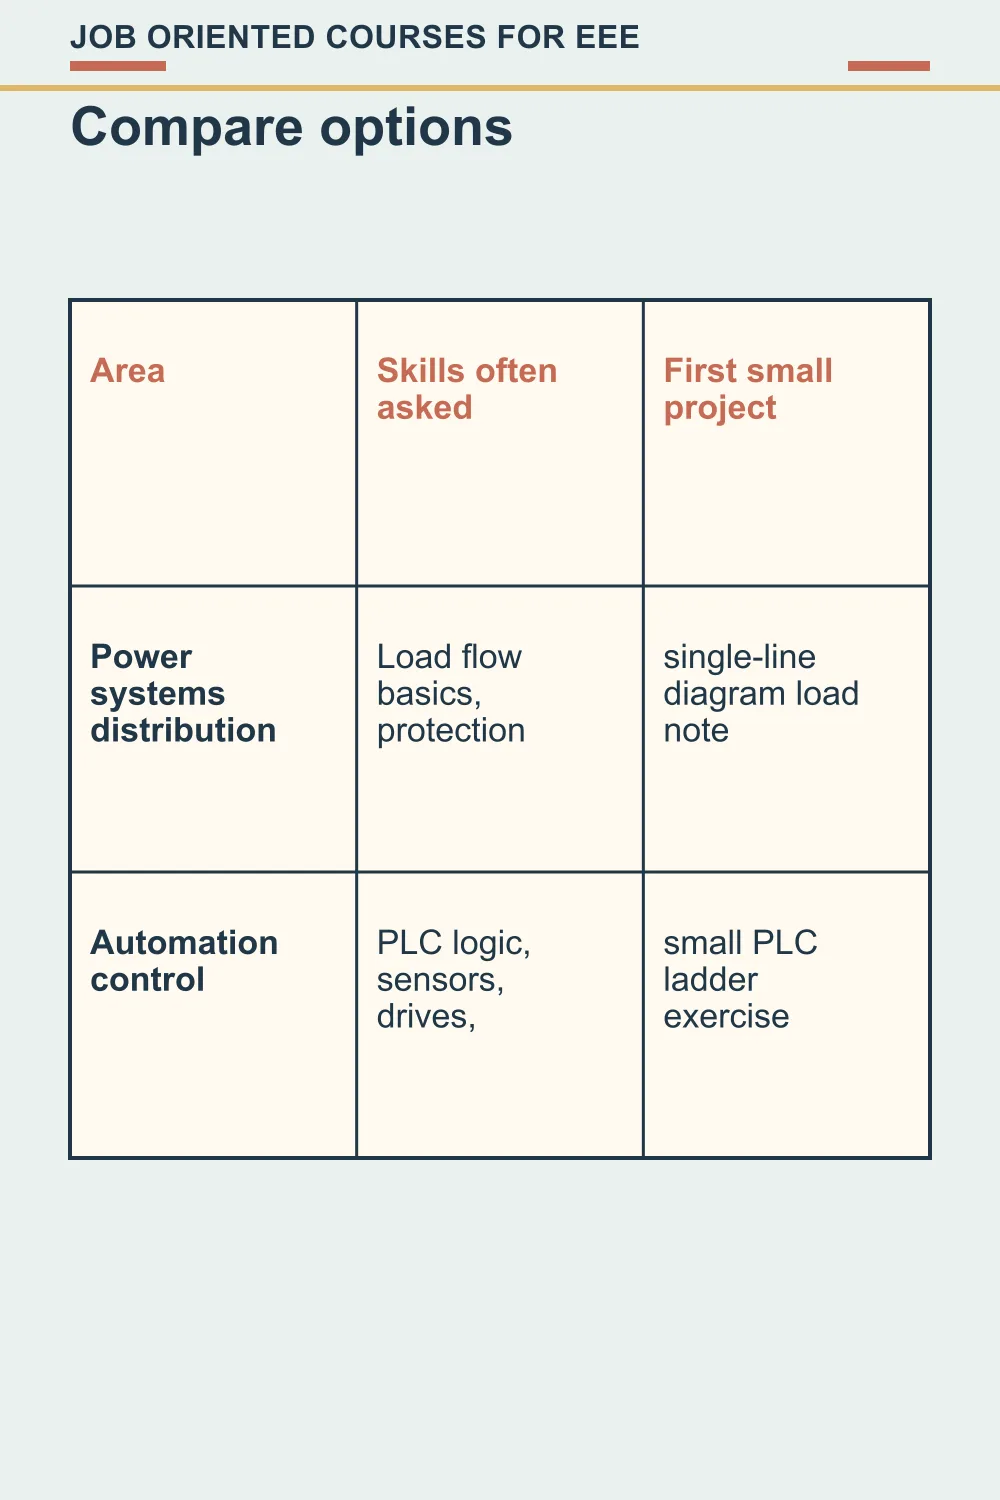 JOB ORIENTED COURSES FOR EEE
Compare options
Area
Skills often
asked
First small
project
Power
systems
distribution
Load flow
basics,
protection
single-line
diagram load
note
Automation
control
PLC logic,
sensors,
drives,
small PLC
ladder
exercise